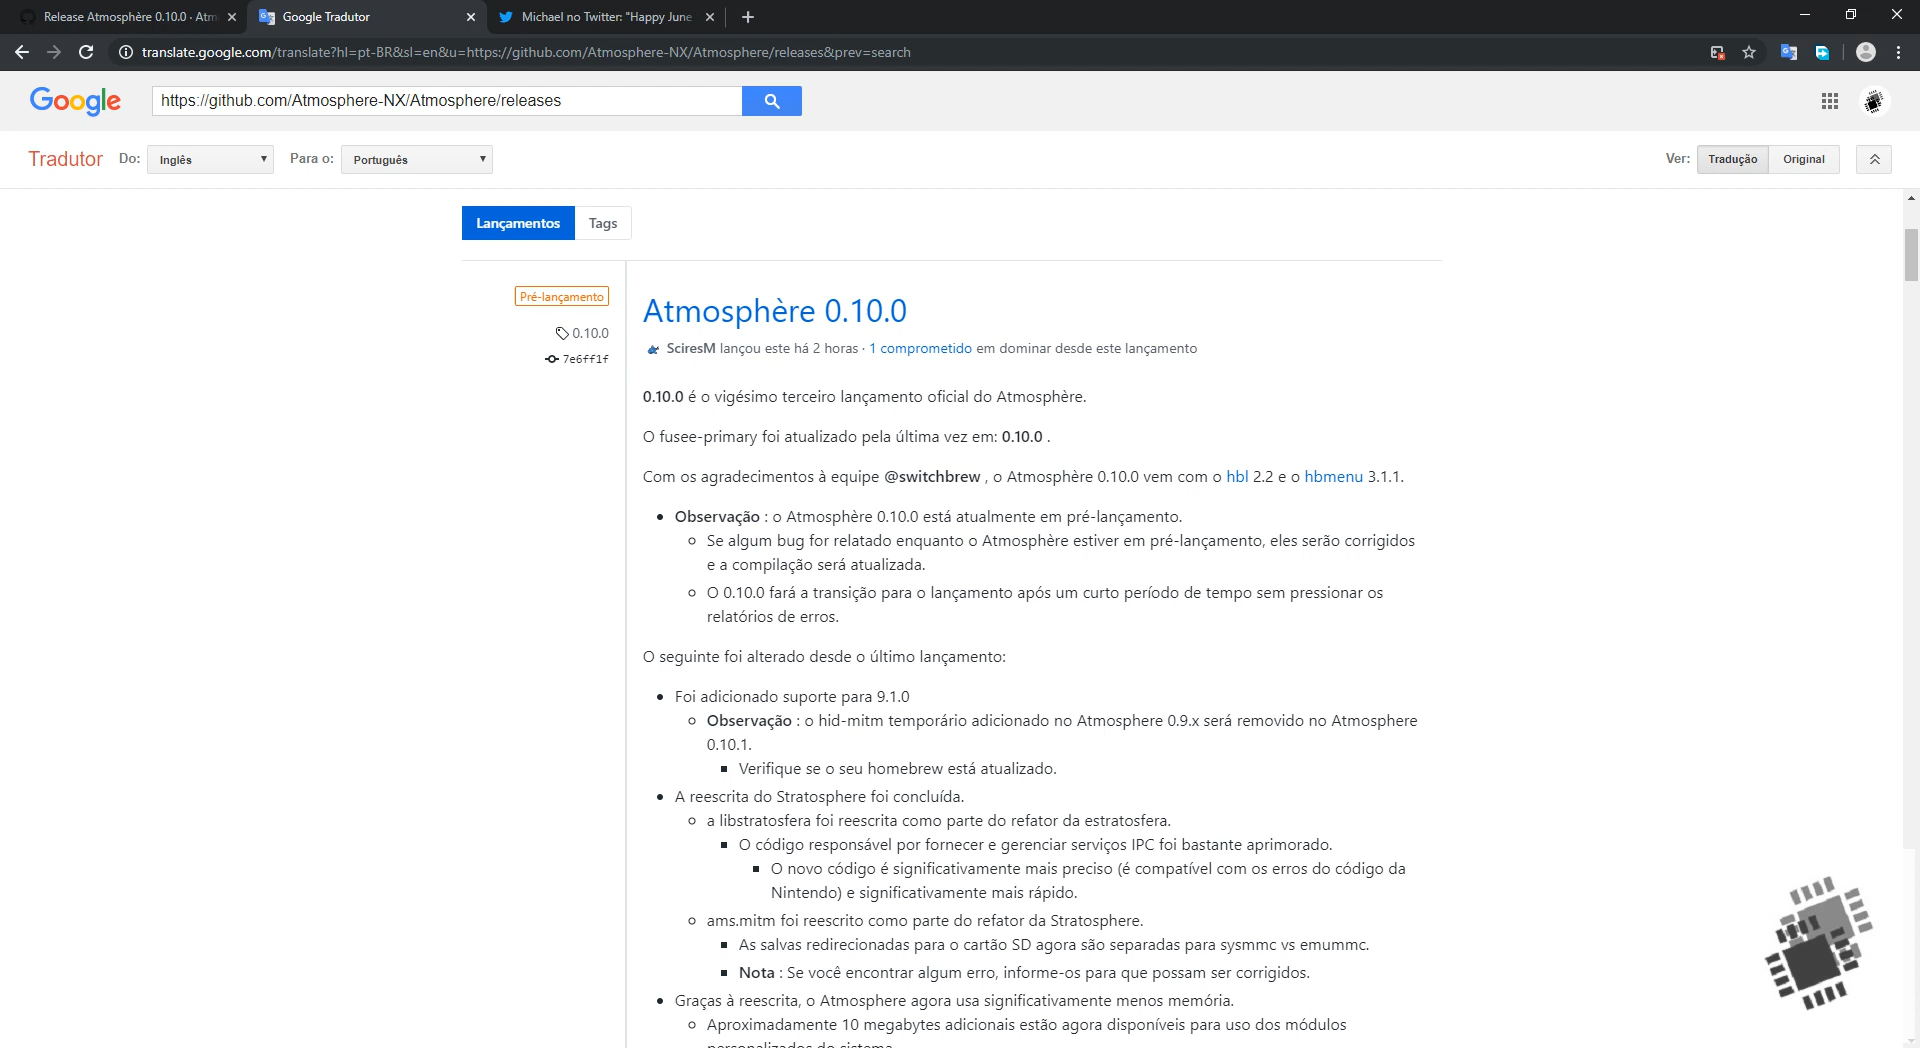 Release Atmosphère 0.10.0 · Atm
Google Tradutor
Michael no Twitter: "Happy June
translate.google.com/translate?hl=pt-BR&sl=en&u=https://github.com/Atmosphere-NX/Atmosphere/releases&prev=search
Google
https://github.com/Atmosphere-NX/Atmosphere/releases
Tradutor Do: Inglês Para o: Português Ver: Tradução Original
Lançamentos Tags
Pré-lançamento
0.10.0
7e6ff1f
Atmosphère 0.10.0
SciresM lançou este há 2 horas · 1 comprometido em dominar desde este lançamento
0.10.0 é o vigésimo terceiro lançamento oficial do Atmosphère.
O fusee-primary foi atualizado pela última vez em: 0.10.0 .
Com os agradecimentos à equipe @switchbrew , o Atmosphère 0.10.0 vem com o hbl 2.2 e o hbmenu 3.1.1.
Observação : o Atmosphère 0.10.0 está atualmente em pré-lançamento.
Se algum bug for relatado enquanto o Atmosphère estiver em pré-lançamento, eles serão corrigidos
e a compilação será atualizada.
O 0.10.0 fará a transição para o lançamento após um curto período de tempo sem pressionar os
relatórios de erros.
O seguinte foi alterado desde o último lançamento:
Foi adicionado suporte para 9.1.0
Observação : o hid-mitm temporário adicionado no Atmosphere 0.9.x será removido no Atmosphere
0.10.1.
Verifique se o seu homebrew está atualizado.
A reescrita do Stratosphere foi concluída.
a libstratosfera foi reescrita como parte do refator da estratosfera.
O código responsável por fornecer e gerenciar serviços IPC foi bastante aprimorado.
O novo código é significativamente mais preciso (é compatível com os erros do código da
Nintendo) e significativamente mais rápido.
ams.mitm foi reescrito como parte do refator da Stratosphere.
As salvas redirecionadas para o cartão SD agora são separadas para sysmmc vs emummc.
Nota : Se você encontrar algum erro, informe-os para que possam ser corrigidos.
Graças à reescrita, o Atmosphere agora usa significativamente menos memória.
Aproximadamente 10 megabytes adicionais estão agora disponíveis para uso dos módulos
personalizados do sistema.